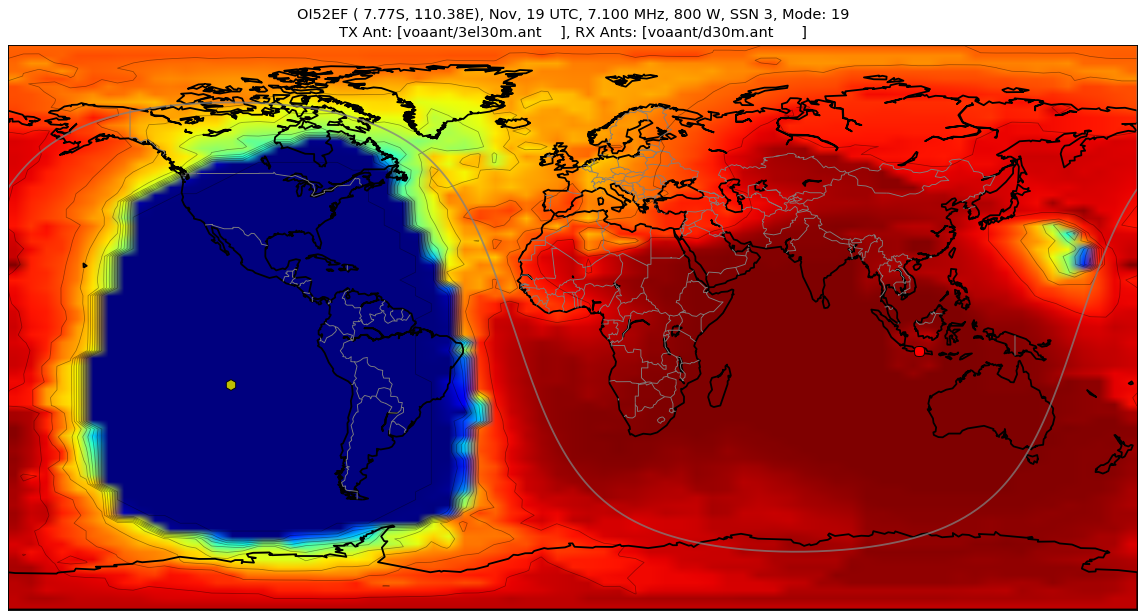 OI52EF ( 7.77S, 110.38E), Nov, 19 UTC, 7.100 MHz, 800 W, SSN 3, Mode: 19
TX Ant: [voaant/3el30m.ant    ], RX Ants: [voaant/d30m.ant      ]